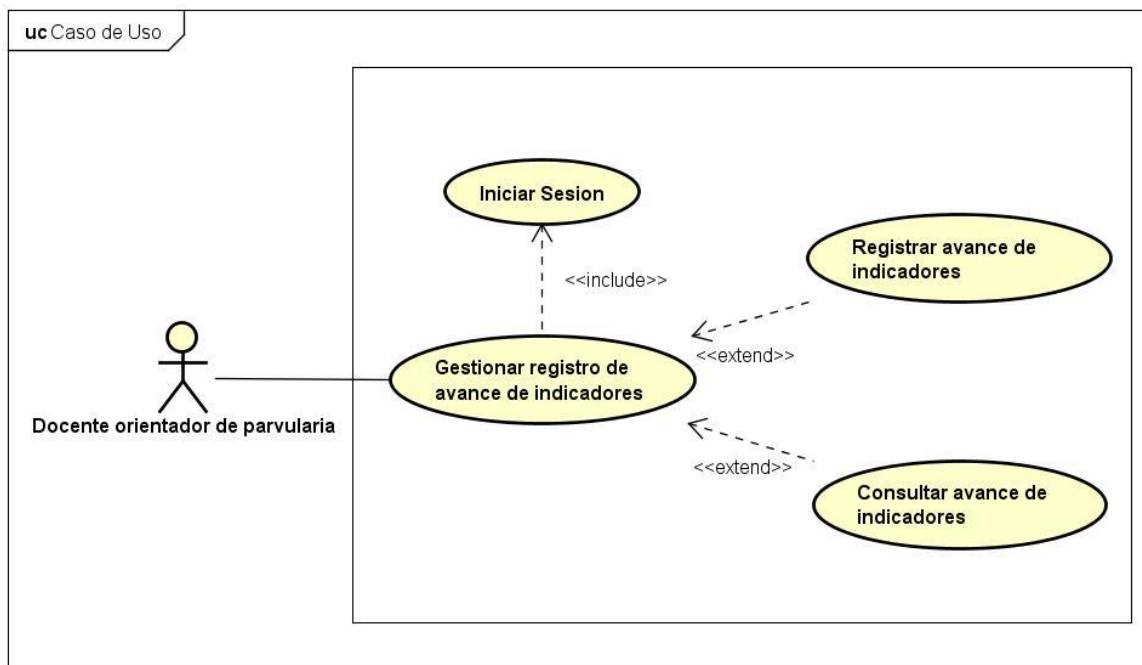 uc Caso de Uso
Iniciar Sesion
Registrar avance de
indicadores
<<include>>
<<extend>>
Gestionar registro de
avance de indicadores
Docente orientador de parvularia
<<extend>>
Consultar avance de
indicadores